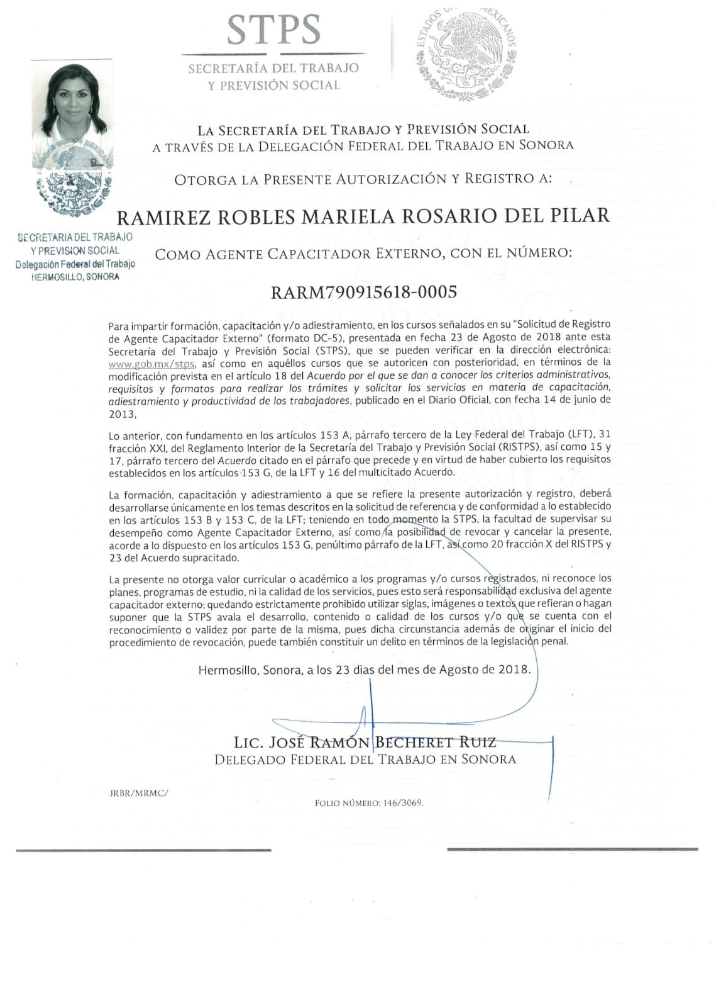 STPS
SECRETARÍA DEL TRABAJO
Y PREVISIÓN SOCIAL
LA SECRETARÍA DEL TRABAJO Y PREVISIÓN SOCIAL
A TRAVÉS DE LA DELEGACIÓN FEDERAL DEL TRABAJO EN SONORA
OTORGA LA PRESENTE AUTORIZACIÓN Y REGISTRO A:
RAMIREZ ROBLES MARIELA ROSARIO DEL PILAR
SECRETARIA DEL TRABAJO
Y PREVISION SOCIAL
Delegación Federal del Trabajo
HERMOSILLO, SONORA
COMO AGENTE CAPACITADOR EXTERNO, CON EL NÚMERO:
RARM790915618-0005
Para impartir formación, capacitación y/o adiestramiento, en los cursos señalados en su "Solicitud de Registro
de Agente Capacitador Externo" (formato DC-5), presentada en fecha 23 de Agosto de 2018 ante esta
Secretaría del Trabajo y Previsión Social (STPS), que se pueden verificar en la dirección electrónica:
www.gob.mx/stps, así como en aquéllos cursos que se autoricen con posterioridad, en términos de la
modificación prevista en el artículo 18 del Acuerdo por el que se dan a conocer los criterios administrativos,
requisitos y formatos para realizar los trámites y solicitar los servicios en materia de capacitación,
adiestramiento y productividad de los trabajadores, publicado en el Diario Oficial, con fecha 14 de junio de
2013,
Lo anterior, con fundamento en los artículos 153 A, párrafo tercero de la Ley Federal del Trabajo (LFT), 31
fracción XXI, del Reglamento Interior de la Secretaría del Trabajo y Previsión Social (RISTPS), así como 15 y
17, párrafo tercero del Acuerdo citado en el párrafo que precede y en virtud de haber cubierto los requisitos
establecidos en los artículos 153 G, de la LFT y 16 del multicitado Acuerdo.
La formación, capacitación y adiestramiento a que se refiere la presente autorización y registro, deberá
desarrollarse únicamente en los temas descritos en la solicitud de referencia y de conformidad a lo establecido
en los artículos 153 B y 153 C, de la LFT; teniendo en todo momento la STPS, la facultad de supervisar su
desempeño como Agente Capacitador Externo, así como la posibilidad de revocar y cancelar la presente,
acorde a lo dispuesto en los artículos 153 G, penúltimo párrafo de la LFT, así como 20 fracción X del RISTPS y
23 del Acuerdo supracitado.
La presente no otorga valor curricular o académico a los programas y/o cursos registrados, ni reconoce los
planes, programas de estudio, ni la calidad de los servicios, pues esto será responsabilidad exclusiva del agente
capacitador externo; quedando estrictamente prohibido utilizar siglas, imágenes o textos que refieran o hagan
suponer que la STPS avala el desarrollo, contenido o calidad de los cursos y/o que se cuenta con el
reconocimiento o validez por parte de la misma, pues dicha circunstancia además de originar el inicio del
procedimiento de revocación, puede también constituir un delito en términos de la legislación penal.
Hermosillo, Sonora, a los 23 dias del mes de Agosto de 2018.
LIC. JOSÉ RAMÓN BECHERET RUIZ
DELEGADO FEDERAL DEL TRABAJO EN SONORA
JRBR/MRMC/
FOLIO NÚMERO: 146/3069.